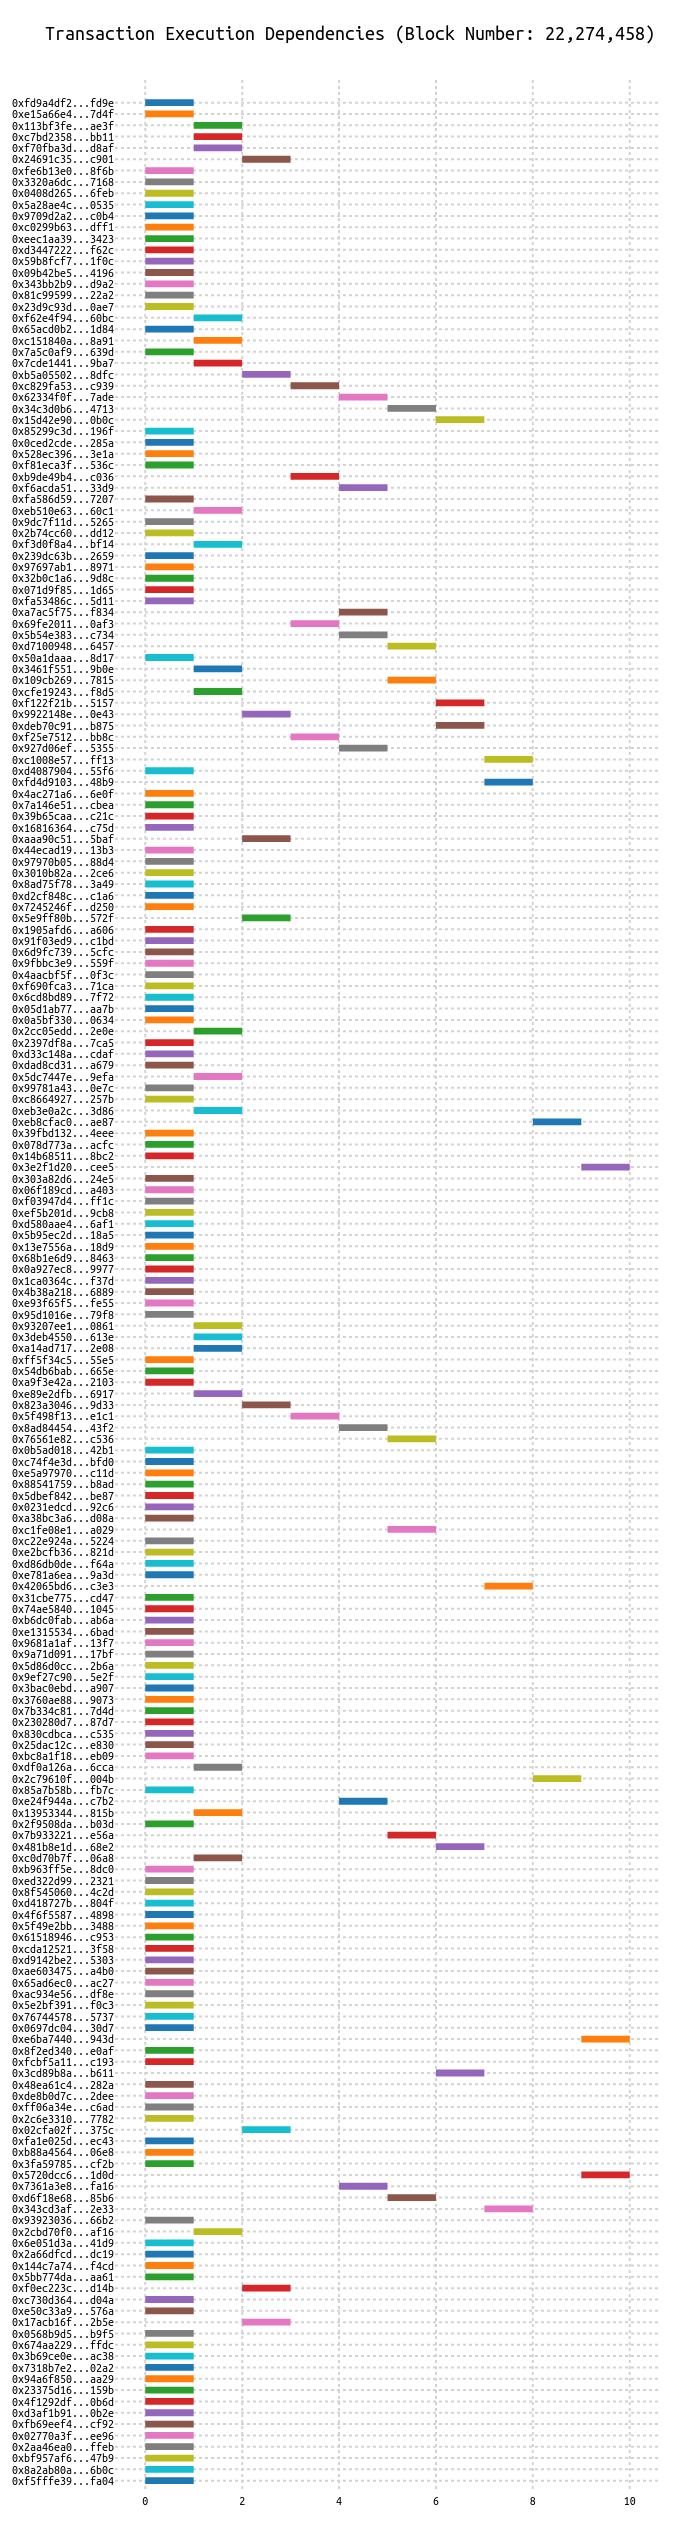 Transaction Execution Dependencies (Block Number: 22,274,458)
0xfd9a4df2...fd9e
0xe15a66e4...7d4f
0x113bf3fe...ae3f
0xc7bd2358...bb11
0xf70fba3d...d8af
0x24691c35...c901
0xfe6b13e0...8f6b
0x3320a6dc...7168
0x0408d265...6feb
0x5a28ae4c...0535
0x9709d2a2...c0b4
0xc0299b63...dff1
0xeec1aa39...3423
0xd3447222...f62c
0x59b8fcf7...1f0c
0x09b42be5...4196
0x343bb2b9...d9a2
0x81c99599...22a2
0x23d9c93d...0ae7
0xf62e4f94...60bc
0x65acd0b2...1d84
0xc151840a...8a91
0x7a5c0af9...639d
0x7cde1441...9ba7
0xb5a05502...8dfc
0xc829fa53...c939
0x62334f0f...7ade
0x34c3d0b6...4713
0x15d42e90...0b0c
0x85299c3d...196f
0x0ced2cde...285a
0x528ec396...3e1a
0xf81eca3f...536c
0xb9de49b4...c036
0xf6acda51...33d9
0xfa586d59...7207
0xeb510e63...60c1
0x9dc7f11d...5265
0x2b74cc60...dd12
0xf3d0f8a4...bf14
0x239dc63b...2659
0x97697ab1...8971
0x32b0c1a6...9d8c
0x071d9f85...1d65
0xfa53486c...5d11
0xa7ac5f75...f834
0x69fe2011...0af3
0x5b54e383...c734
0xd7100948...6457
0x50a1daaa...8d17
0x3461f551...9b0e
0x109cb269...7815
0xcfe19243...f8d5
0xf122f21b...5157
0x9922148e...0e43
0xdeb70c91...b875
0xf25e7512...bb8c
0x927d06ef...5355
0xc1008e57...ff13
0xd4087904...55f6
0xfd4d9103...48b9
0x4ac271a6...6e0f
0x7a146e51...cbea
0x39b65caa...c21c
0x16816364...c75d
0xaaa90c51...5baf
0x44ecad19...13b3
0x97970b05...88d4
0x3010b82a...2ce6
0x8ad75f78...3a49
0xd2cf848c...c1a6
0x7245246f...d250
0x5e9ff80b...572f
0x1905afd6...a606
0x91f03ed9...c1bd
0x6d9fc739...5cfc
0x9fbbc3e9...559f
0x4aacbf5f...0f3c
0xf690fca3...71ca
0x6cd8bd89...7f72
0x05d1ab77...aa7b
0x0a5bf330...0634
0x2cc05edd...2e0e
0x2397df8a...7ca5
0xd33c148a...cdaf
0xdad8cd31...a679
0x5dc7447e...9efa
0x99781a43...0e7c
0xc8664927...257b
0xeb3e0a2c...3d86
0xeb8cfac0...ae87
0x39fbd132...4eee
0x078d773a...acfc
0x14b68511...8bc2
0x3e2f1d20...cee5
0x303a82d6...24e5
0x06f189cd...a403
0xf03947d4...ff1c
0xef5b201d...9cb8
0xd580aae4...6af1
0x5b95ec2d...18a5
0x13e7556a...18d9
0x68b1e6d9...8463
0x0a927ec8...9977
0x1ca0364c...f37d
0x4b38a218...6889
0xe93f65f5...fe55
0x95d1016e...79f8
0x93207ee1...0861
0x3deb4550...613e
0xa14ad717...2e08
0xff5f34c5...55e5
0x54db6bab...665e
0xa9f3e42a...2103
0xe89e2dfb...6917
0x823a3046...9d33
0x5f498f13...e1c1
0x8ad84454...43f2
0x76561e82...c536
0x0b5ad018...42b1
0xc74f4e3d...bfd0
0xe5a97970...c11d
0x88541759...b8ad
0x5dbef842...be87
0x0231edcd...92c6
0xa38bc3a6...d08a
0xc1fe08e1...a029
0xc22e924a...5224
0xe2bcfb36...821d
0xd86db0de...f64a
0xe781a6ea...9a3d
0x42065bd6...c3e3
0x31cbe775...cd47
0x74ae5840...1045
0xb6dc0fab...ab6a
0xe1315534...6bad
0x9681a1af...13f7
0x9a71d091...17bf
0x5d86d0cc...2b6a
0x9ef27c90...5e2f
0x3bac0ebd...a907
0x3760ae88...9073
0x7b334c81...7d4d
0x230280d7...87d7
0x830cdbca...c535
0x25dac12c...e830
0xbc8a1f18...eb09
0xdf0a126a...6cca
0x2c79610f...004b
0x85a7b58b...fb7c
0xe24f944a...c7b2
0x13953344...815b
0x2f9508da...b03d
0x7b933221...e56a
0x481b8e1d...68e2
0xc0d70b7f...06a8
0xb963ff5e...8dc0
0xed322d99...2321
0x8f545060...4c2d
0xd418727b...804f
0x4f6f5587...4898
0x5f49e2bb...3488
0x61518946...c953
0xcda12521...3f58
0xd9142be2...5303
0xae603475...a4b0
0x65ad6ec0...ac27
0xac934e56...df8e
0x5e2bf391...f0c3
0x76744578...5737
0x0697dc04...30d7
0xe6ba7440...943d
0x8f2ed340...e0af
0xfcbf5a11...c193
0x3cd89b8a...b611
0x48ea61c4...282a
0xde8b0d7c...2dee
0xff06a34e...c6ad
0x2c6e3310...7782
0x02cfa02f...375c
0xfa1e025d...ec43
0xb88a4564...06e8
0x3fa59785...cf2b
0x5720dcc6...1d0d
0x7361a3e8...fa16
0xd6f18e68...85b6
0x343cd3af...2e33
0x93923036...66b2
0x2cbd70f0...af16
0x6e051d3a...41d9
0x2a66dfcd...dc19
0x144c7a74...f4cd
0x5bb774da...aa61
0xf0ec223c...d14b
0xc730d364...d04a
0xe50c33a9...576a
0x17acb16f...2b5e
0x0568b9d5...b9f5
0x674aa229...ffdc
0x3b69ce0e...ac38
0x7318b7e2...02a2
0x94a6f850...aa29
0x23375d16...159b
0x4f1292df...0b6d
0xd3af1b91...0b2e
0xfb69eef4...cf92
0x02770a3f...ee96
0x2aa46ea0...ffeb
0xbf957af6...47b9
0x8a2ab80a...6b0c
0xf5fffe39...fa04
0 2 4 6 8 10